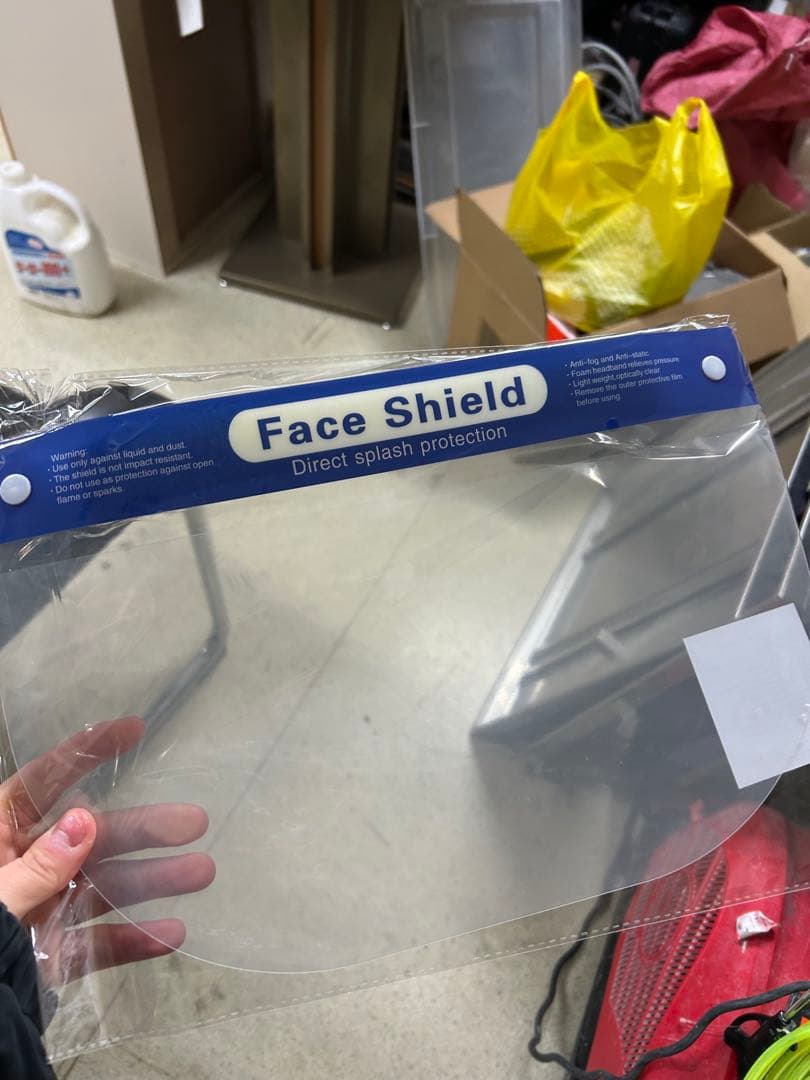 Face Shield
Direct splash protection
Warning:
· Use only against liquid and dust.
· The shield is not impact resistant.
· Do not use as protection against open
flame or sparks.
· Anti-fog and Anti-static
· Foam headband relieves pressure
· Light weight,optically clear
· Remove the outer protective film
before using